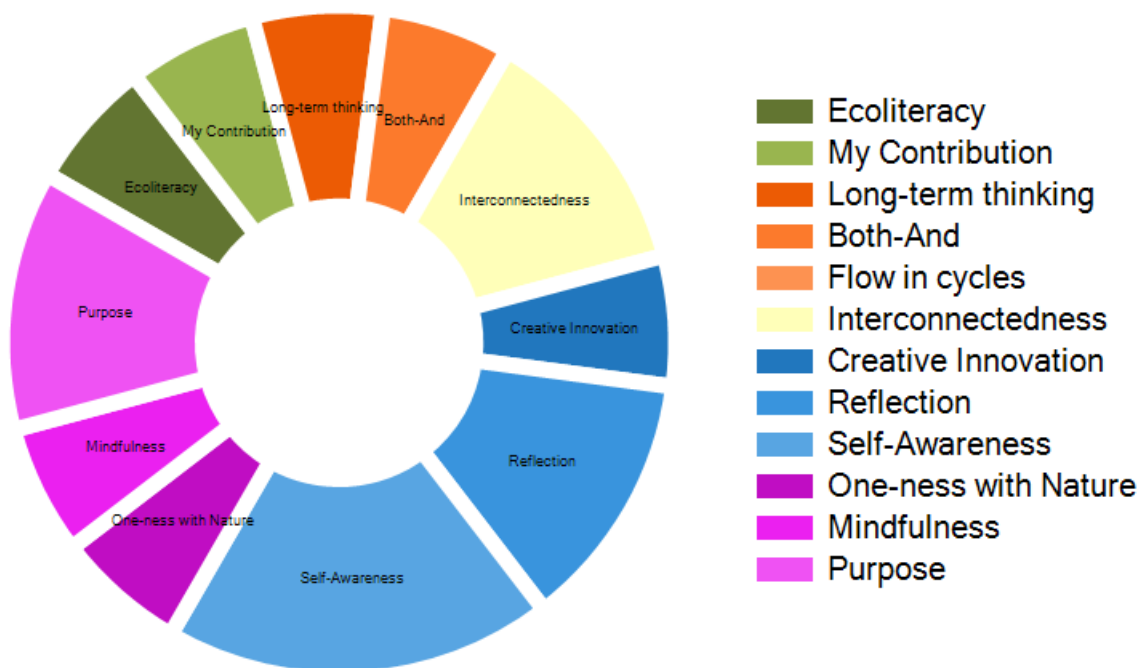 Long-term thinking
Both-And
My Contribution
Ecoliteracy
Interconnectedness
Purpose
Creative Innovation
Mindfulness
Reflection
One-ness with Nature
Self-Awareness
Ecoliteracy
My Contribution
Long-term thinking
Both-And
Flow in cycles
Interconnectedness
Creative Innovation
Reflection
Self-Awareness
One-ness with Nature
Mindfulness
Purpose